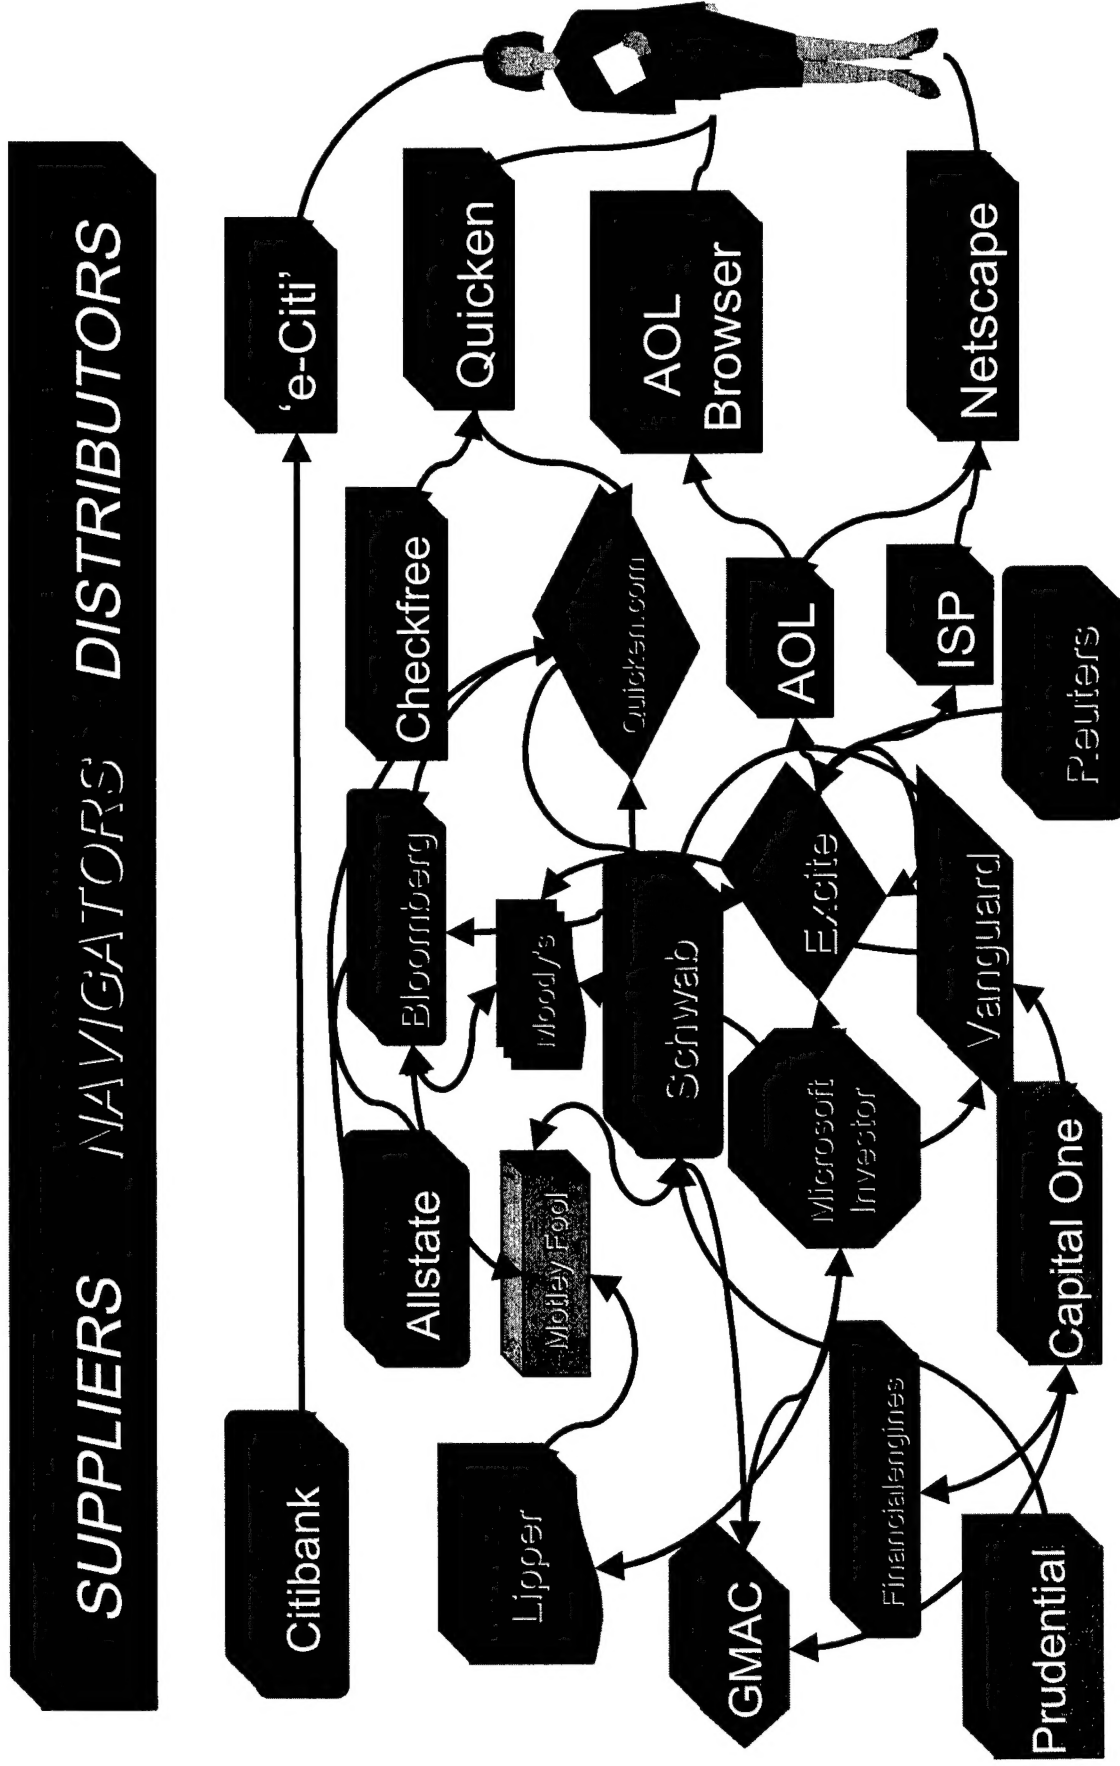 SUPPLIERS NAVIGATORS DISTRIBUTORS
Citibank
'e-Citi'
Allstate
Bloomberg
Checkfree
Quicken
Lipper
Motley Fool
Moody's
Quicken.com
AOL
Browser
Schwab
GMAC
Microsoft
Investor
Excite
AOL
Financialengines
Vanguard
ISP
Netscape
Prudential
Capital One
Reuters